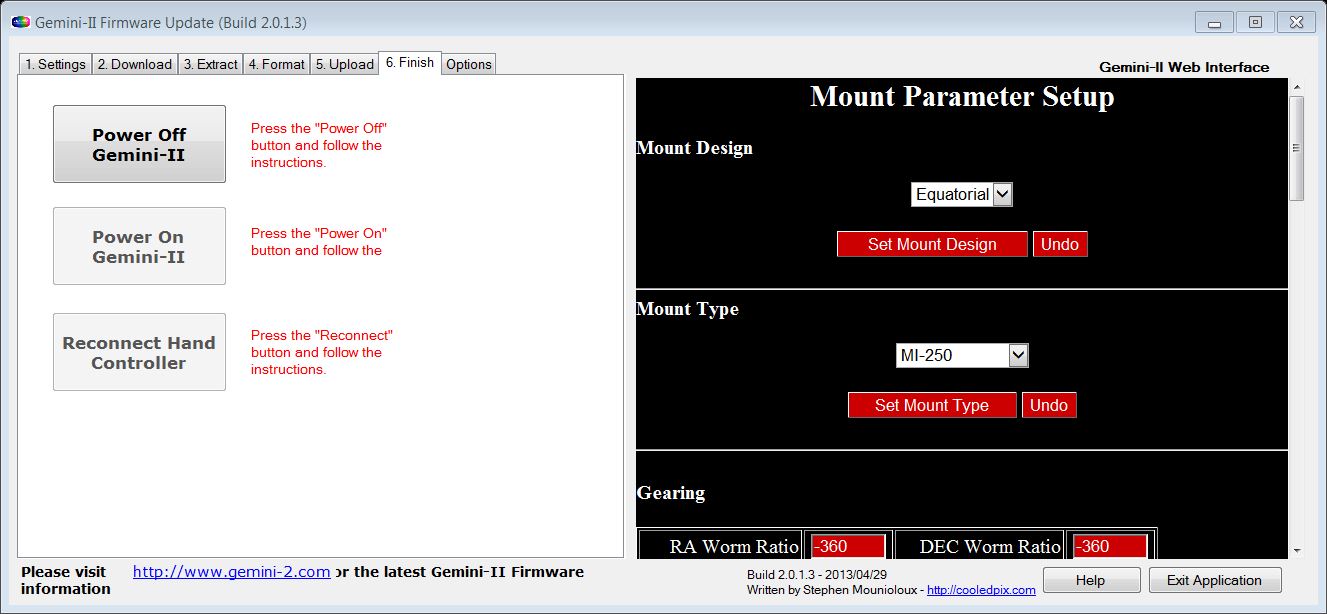 Gemini-II Firmware Update (Build 2.0.1.3)
1. Settings 2. Download 3. Extract 4. Format 5. Upload 6. Finish Options
Gemini-II Web Interface
Power Off
Gemini-II
Press the "Power Off"
button and follow the
instructions.
Power On
Gemini-II
Press the "Power On"
button and follow the
Reconnect Hand
Controller
Press the "Reconnect"
button and follow the
instructions.
Mount Parameter Setup
Mount Design
Equatorial
Set Mount Design Undo
Mount Type
MI-250
Set Mount Type Undo
Gearing
RA Worm Ratio -360 DEC Worm Ratio -360
Please visit http://www.gemini-2.com or the latest Gemini-II Firmware
information
Build 2.0.1.3 - 2013/04/29
Written by Stephen Mounioloux - http://cooledpix.com
Help Exit Application